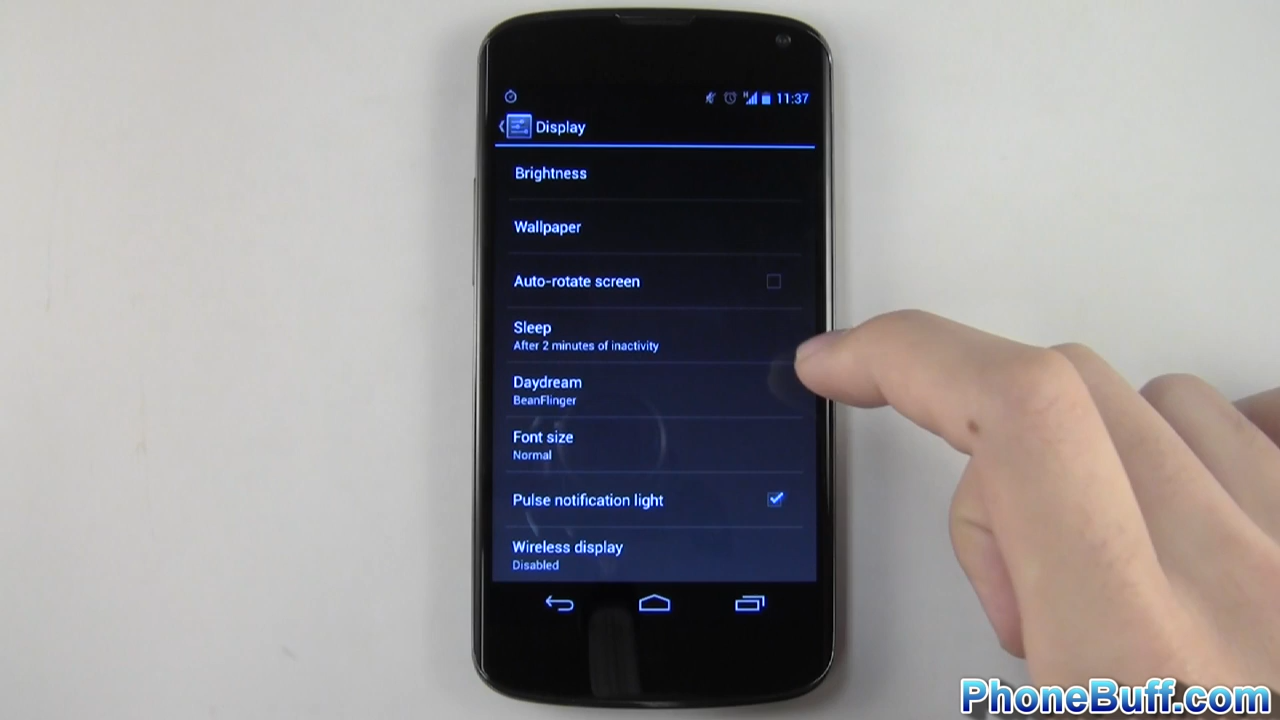 11:37
Display
Brightness
Wallpaper
Auto-rotate screen
Sleep
After 2 minutes of inactivity
Daydream
BeanFlinger
Font size
Normal
Pulse notification light
Wireless display
Disabled
PhoneBuff.com